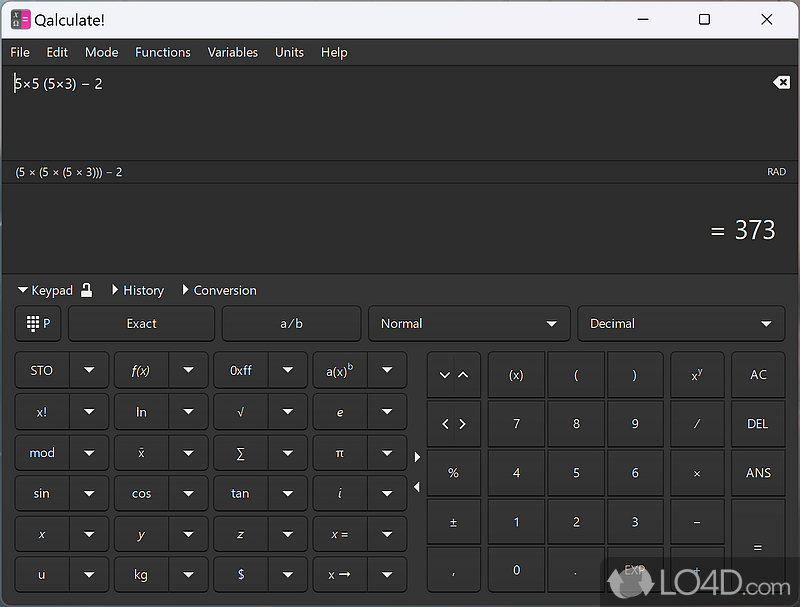 Qalculate!
File Edit Mode Functions Variables Units Help
5×5 (5×3) − 2
(5 × (5 × (5 × 3))) − 2 RAD
= 373
Keypad History Conversion
P Exact a/b Normal Decimal
STO f(x) 0xff a(x)ᵇ (x) ( ) xʸ AC
x! ln √ e < > 7 8 9 / DEL
mod x̄ ∑ π % 4 5 6 × ANS
sin cos tan i ± 1 2 3 −
x y z x = =
u kg $ x → , 0 . EXP +
LO4D.com